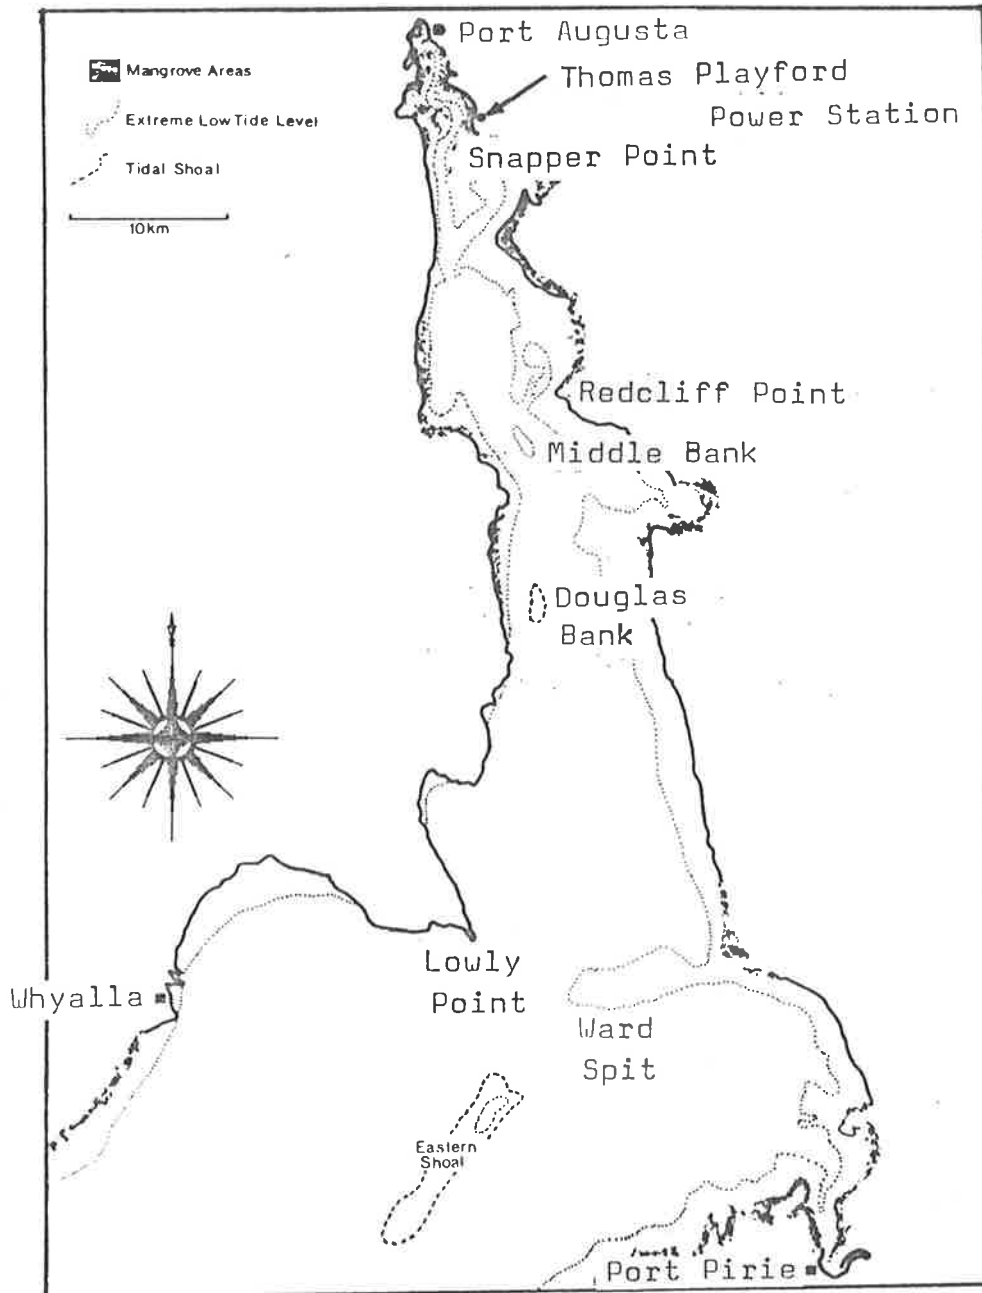 Port Augusta
Mangrove Areas
Thomas Playford
Power Station
Extreme Low Tide Level
Snapper Point
Tidal Shoal
10km
Redcliff Point
Middle Bank
Douglas
Bank
Lowly
Point
Whyalla
Ward
Spit
Eastern
Shoal
Port Pirie